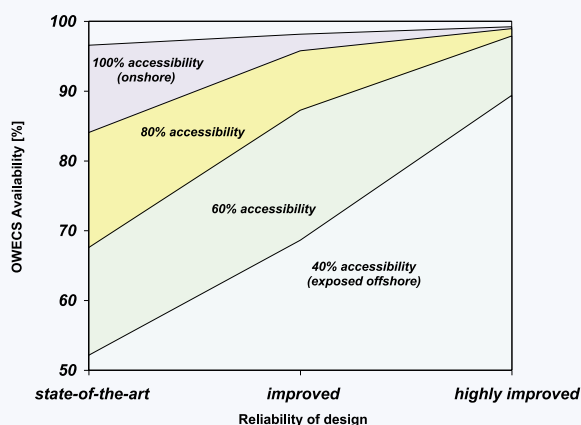 100
90
80
70
60
50
OWECS Availability [%]
100% accessibility
(onshore)
80% accessibility
60% accessibility
40% accessibility
(exposed offshore)
state-of-the-art
improved
highly improved
Reliability of design